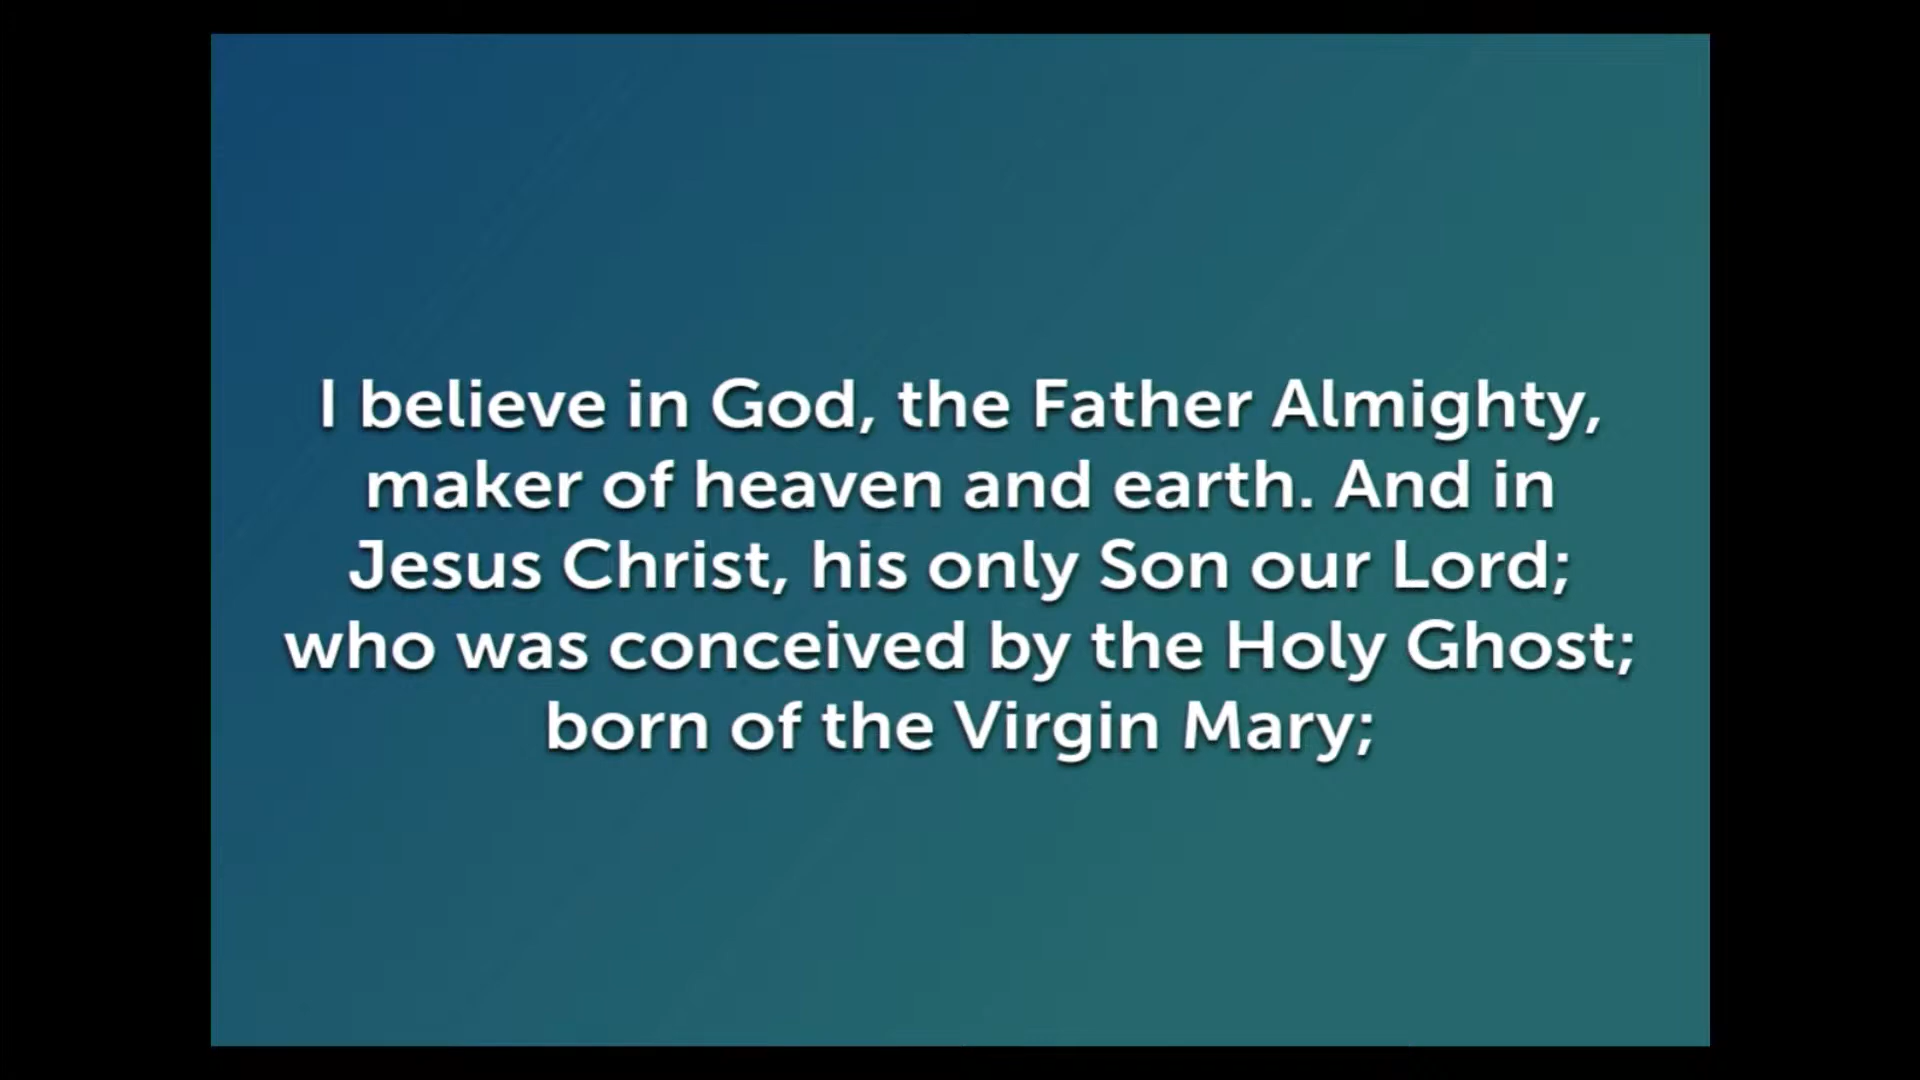 I believe in God, the Father Almighty,
maker of heaven and earth. And in
Jesus Christ, his only Son our Lord;
who was conceived by the Holy Ghost;
born of the Virgin Mary;